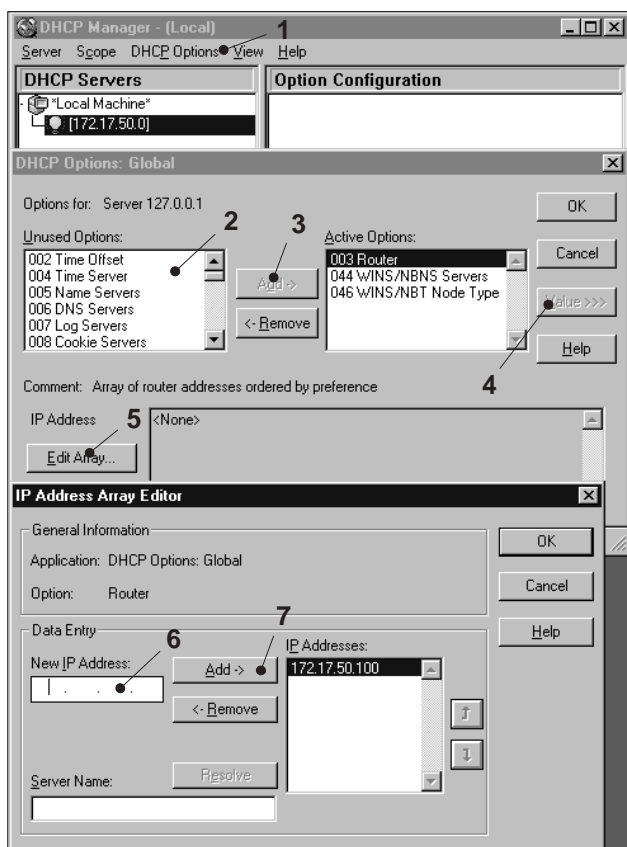 DHCP Manager - (Local)
1
Server Scope DHCP Options View Help
DHCP Servers
Option Configuration
*Local Machine*
[172.17.50.0]
DHCP Options: Global
Options for: Server 127.0.0.1
2
3
Unused Options:
Active Options:
OK
002 Time Offset
004 Time Server
005 Name Servers
006 DNS Servers
007 Log Servers
008 Cookie Servers
Add ->
<- Remove
003 Router
044 WINS/NBNS Servers
046 WINS/NBT Node Type
Cancel
Value >>>
Help
4
Comment: Array of router addresses ordered by preference
IP Address
5
<None>
Edit Array...
IP Address Array Editor
General Information
Application: DHCP Options: Global
Option: Router
OK
Cancel
Help
Data Entry
6
7
New IP Address:
. . .
Add ->
<- Remove
IP Addresses:
172.17.50.100
Server Name:
Resolve